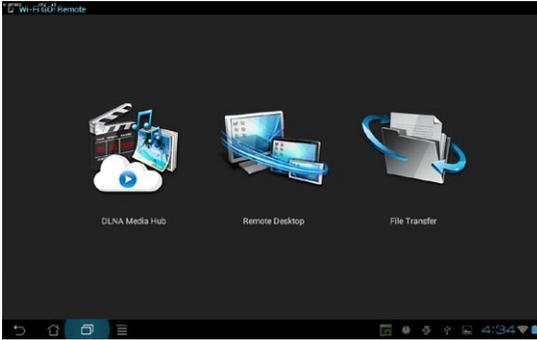 Wi-Fi GO! Remote
DLNA Media Hub
Remote Desktop
File Transfer
4:34